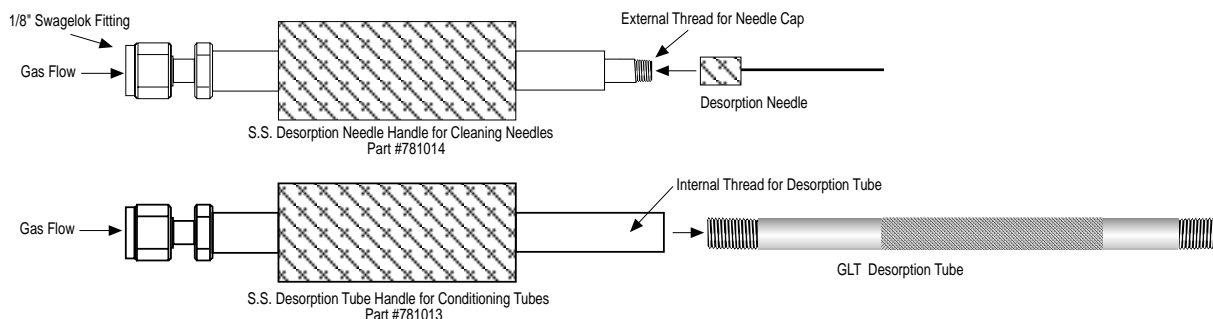 1/8" Swagelok Fitting
External Thread for Needle Cap
Gas Flow
Desorption Needle
S.S. Desorption Needle Handle for Cleaning Needles
Part #781014
Internal Thread for Desorption Tube
Gas Flow
GLT Desorption Tube
S.S. Desorption Tube Handle for Conditioning Tubes
Part #781013